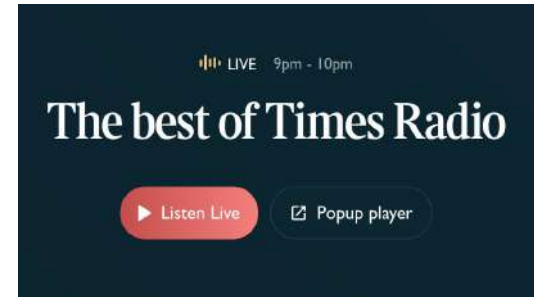 LIVE 9pm - 10pm
The best of Times Radio
Listen Live Popup player